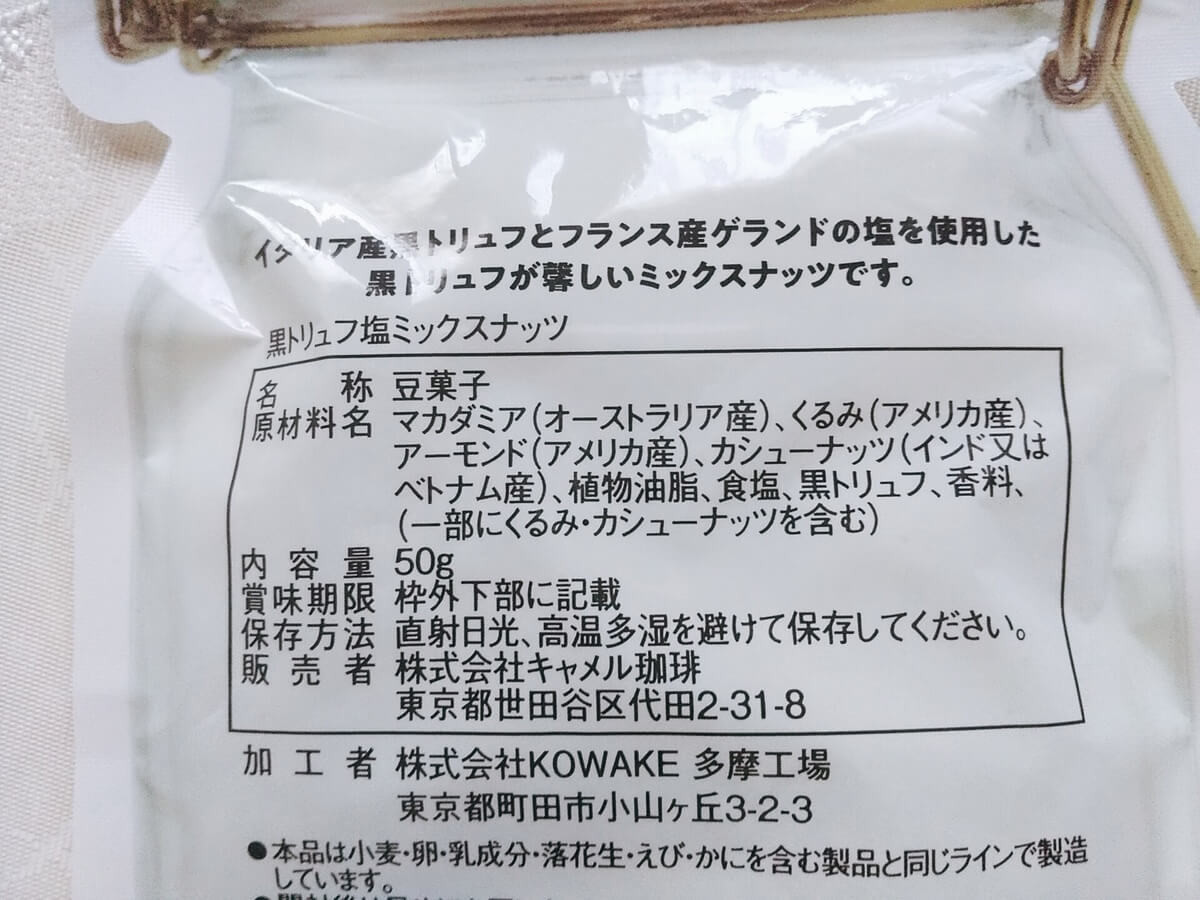 イタリア産黒トリュフとフランス産ゲランドの塩を使用した
黒トリュフが馨しいミックスナッツです。
黒トリュフ塩ミックスナッツ
名称 豆菓子
原材料名 マカダミア(オーストラリア産)、くるみ(アメリカ産)、
アーモンド(アメリカ産)、カシューナッツ(インド又は
ベトナム産)、植物油脂、食塩、黒トリュフ、香料、
(一部にくるみ・カシューナッツを含む)
内容量 50g
賞味期限 枠外下部に記載
保存方法 直射日光、高温多湿を避けて保存してください。
販売者 株式会社キャメル珈琲
東京都世田谷区代田2-31-8
加工者 株式会社KOWAKE 多摩工場
東京都町田市小山ヶ丘3-2-3
●本品は小麦・卵・乳成分・落花生・えび・かにを含む製品と同じラインで製造
しています。